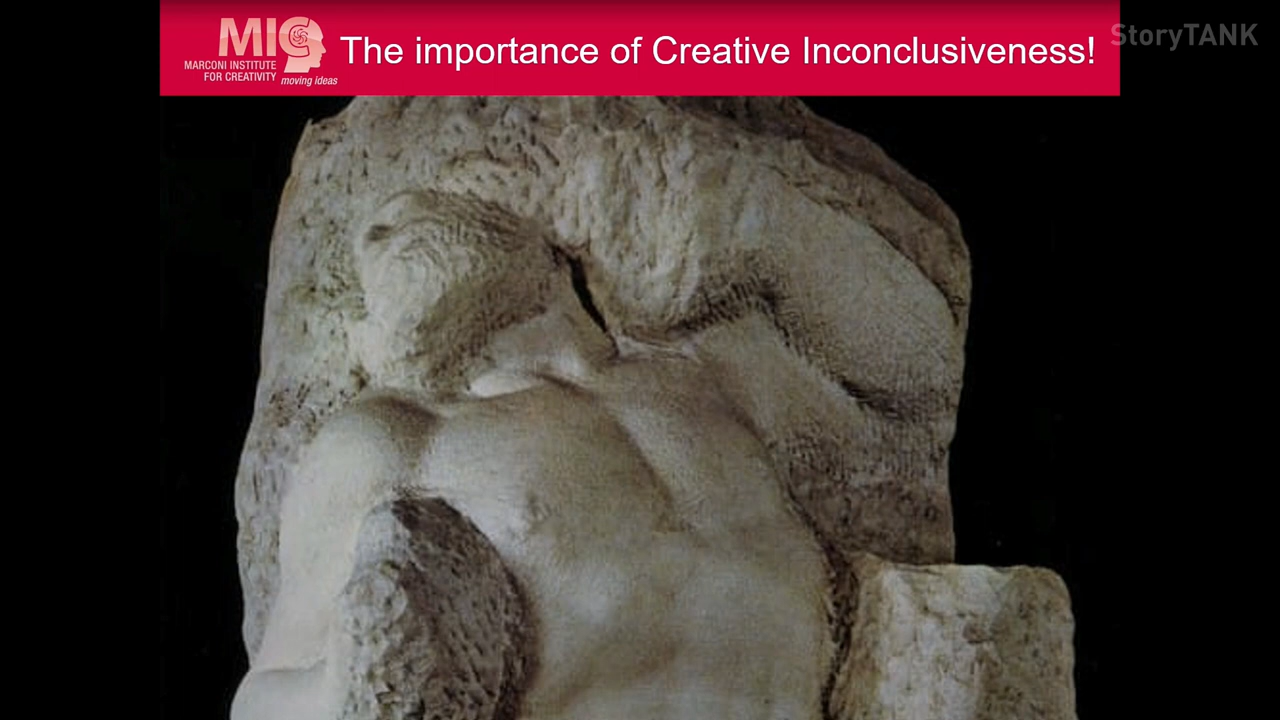 MIC
MARCONI INSTITUTE
FOR CREATIVITY
moving ideas
The importance of Creative Inconclusiveness!
StoryTANK